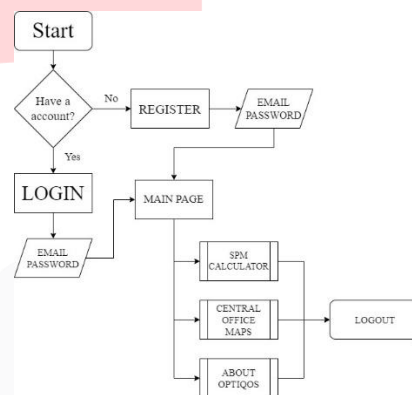 Start
Have a
account?
No
REGISTER
EMAIL
PASSWORD
Yes
LOGIN
MAIN PAGE
EMAIL
PASSWORD
SPM
CALCULATOR
CENTRAL
OFFICE
MAPS
LOGOUT
ABOUT
OPTIQOS